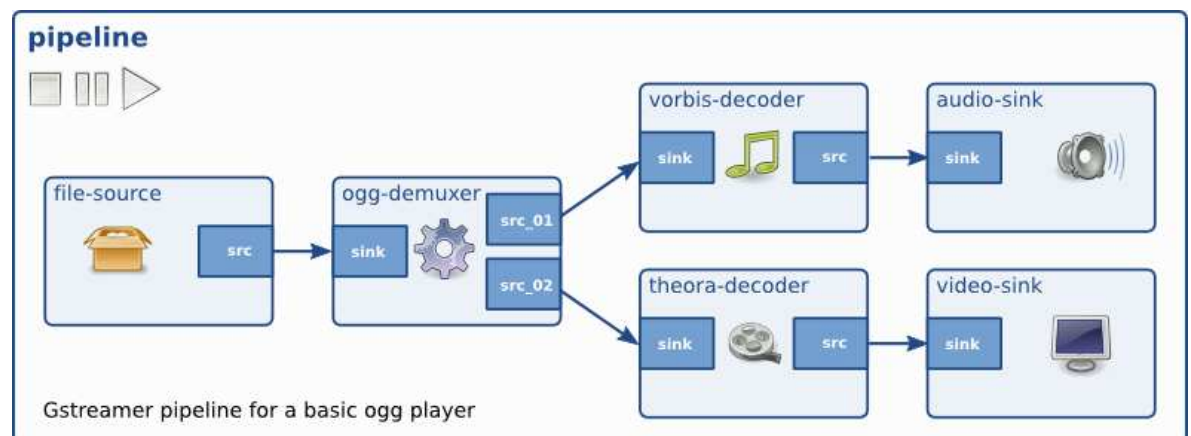 pipeline
file-source
src
ogg-demuxer
sink
src_01
src_02
vorbis-decoder
sink
src
audio-sink
sink
theora-decoder
sink
src
video-sink
sink
Gstreamer pipeline for a basic ogg player